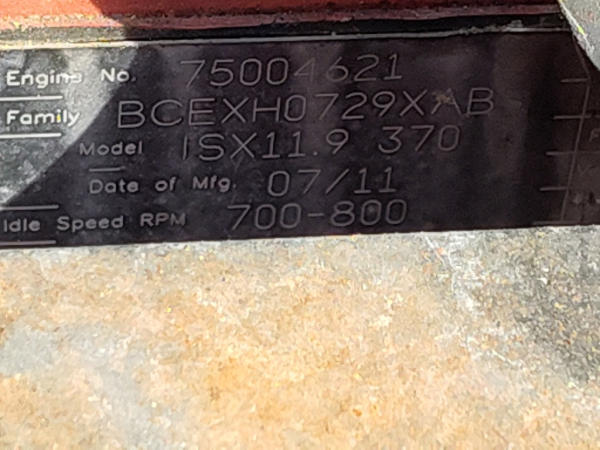 Engine No. 75004621
Family BCEXH0729XAB
Model ISX11.9 370
Date of Mfg. 07/11
Idle Speed RPM 700-800